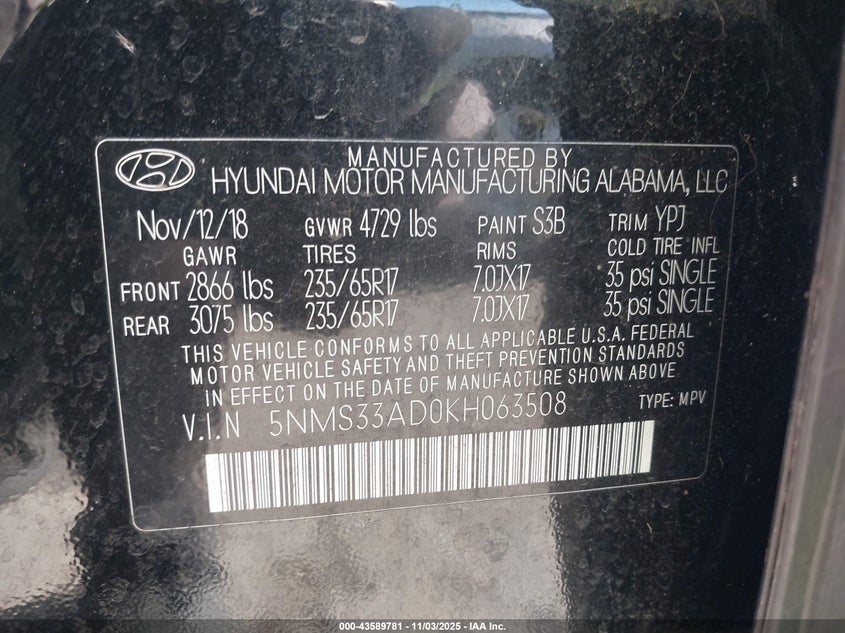 MANUFACTURED BY
HYUNDAI MOTOR MANUFACTURING ALABAMA, LLC
Nov/12/18 GVWR 4729 lbs PAINT S3B TRIM YPJ
GAWR TIRES RIMS COLD TIRE INFL
FRONT 2866 lbs 235/65R17 7.0JX17 35 psi SINGLE
REAR 3075 lbs 235/65R17 7.0JX17 35 psi SINGLE
THIS VEHICLE CONFORMS TO ALL APPLICABLE U.S.A. FEDERAL
MOTOR VEHICLE SAFETY AND THEFT PREVENTION STANDARDS
IN EFFECT ON THE DATE OF MANUFACTURE SHOWN ABOVE
V.I.N 5NMS33AD0KH063508 TYPE: MPV
000-43589781 - 11/03/2025 - IAA Inc.